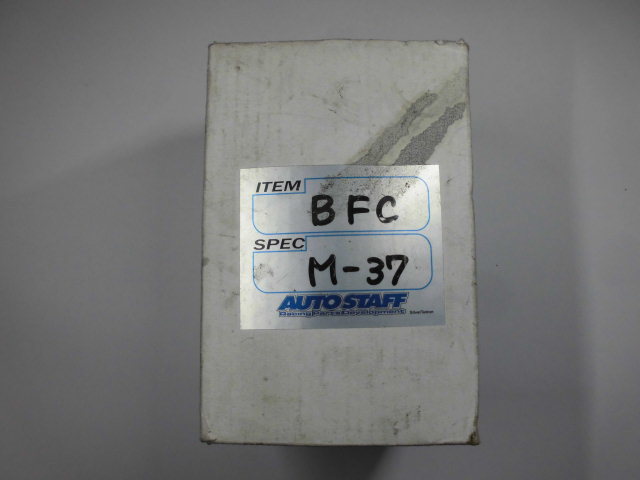 ITEM
BFC
SPEC
M-37
AUTO STAFF
Racing Parts Development